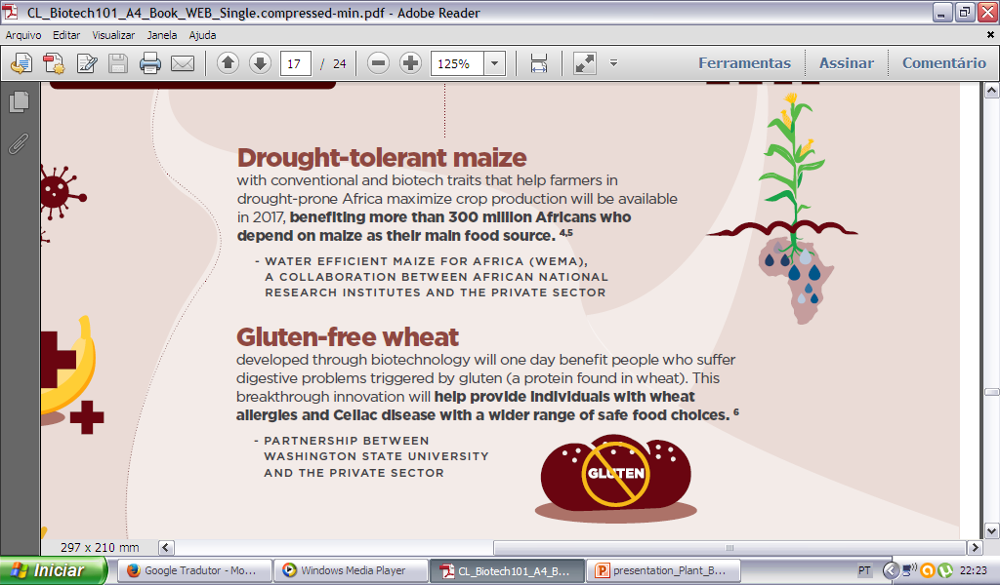 CL_Biotech101_A4_Book_WEB_Single.compressed-min.pdf - Adobe Reader
Arquivo Editar Visualizar Janela Ajuda
17 / 24 125% Ferramentas Assinar Comentário
Drought-tolerant maize
with conventional and biotech traits that help farmers in
drought-prone Africa maximize crop production will be available
in 2017, benefiting more than 300 million Africans who
depend on maize as their main food source. 4,5
- WATER EFFICIENT MAIZE FOR AFRICA (WEMA),
A COLLABORATION BETWEEN AFRICAN NATIONAL
RESEARCH INSTITUTES AND THE PRIVATE SECTOR
Gluten-free wheat
developed through biotechnology will one day benefit people who suffer
digestive problems triggered by gluten (a protein found in wheat). This
breakthrough innovation will help provide individuals with wheat
allergies and Celiac disease with a wider range of safe food choices. 6
- PARTNERSHIP BETWEEN
WASHINGTON STATE UNIVERSITY
AND THE PRIVATE SECTOR
GLUTEN
297 x 210 mm
Iniciar Google Tradutor - Mo... Windows Media Player CL_Biotech101_A4_B... presentation_Plant_B... PT 22:23